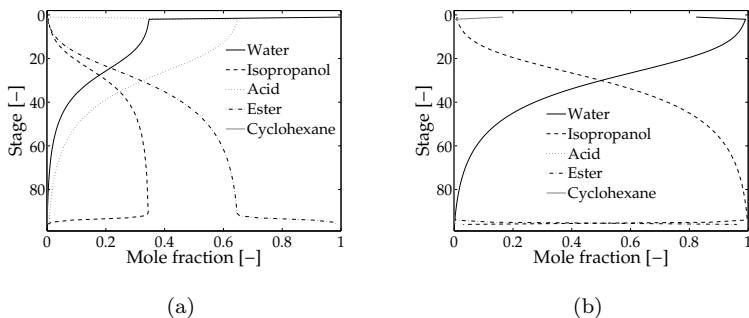 0
20
40
60
80
Stage [−]
Water
Isopropanol
Acid
Ester
Cyclohexane
0 0.2 0.4 0.6 0.8 1
Mole fraction [−]
(a)
0
20
40
60
80
Stage [−]
Water
Isopropanol
Acid
Ester
Cyclohexane
0 0.2 0.4 0.6 0.8 1
Mole fraction [−]
(b)